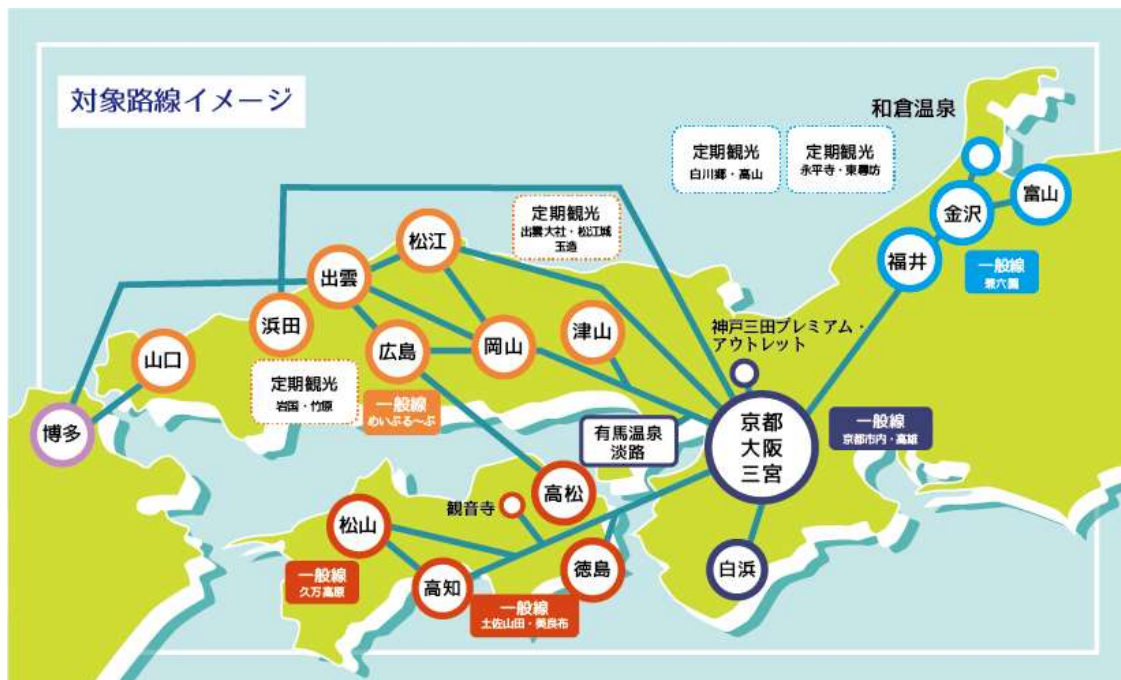 対象路線イメージ
和倉温泉
定期観光
白川郷・高山
定期観光
永平寺・東尋坊
富山
金沢
福井
一般線
兼六園
定期観光
出雲大社・松江城
玉造
松江
出雲
浜田
津山
岡山
広島
山口
博多
定期観光
岩国・竹原
一般線
めいぷる〜ぷ
神戸三田プレミアム・
アウトレット
京都
大阪
三宮
一般線
京都市内・高雄
有馬温泉
淡路
高松
観音寺
松山
一般線
久万高原
高知
徳島
一般線
土佐山田・美良布
白浜